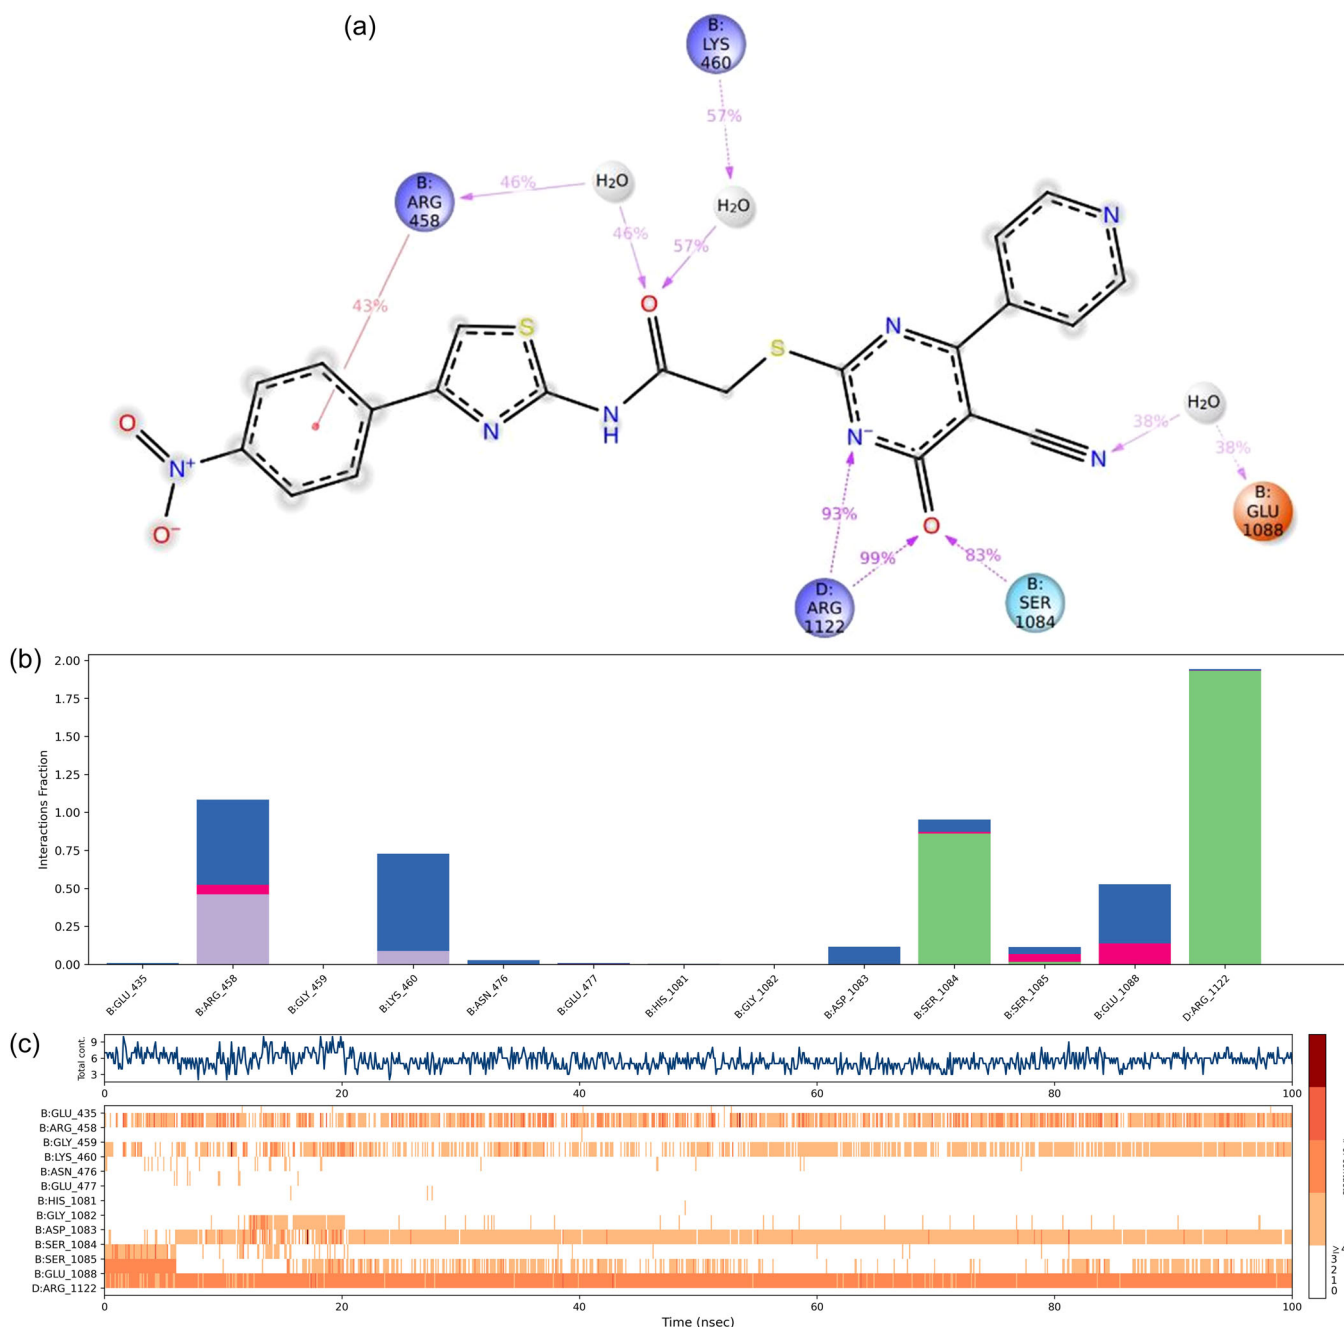 (a)
B:
LYS
460
57%
H₂O
46%
H₂O
B:
ARG
458
46%
57%
N
O
43%
S
N
S
H₂O
O
N
N
H
N⁻
38%
N
38%
N⁺
B:
GLU
1088
93%
O
O⁻
99%
83%
D:
ARG
1122
B:
SER
1084
(b)
Interactions Fraction
2.00
1.75
1.50
1.25
1.00
0.75
0.50
0.25
0.00
B:GLU_435
B:ARG_458
B:GLY_459
B:LYS_460
B:ASN_476
B:GLU_477
B:HIS_1081
B:GLY_1082
B:ASP_1083
B:SER_1084
B:SER_1085
B:GLU_1088
D:ARG_1122
(c)
Total cont.
9
6
3
0 20 40 60 80 100
B:GLU_435
B:ARG_458
B:GLY_459
B:LYS_460
B:ASN_476
B:GLU_477
B:HIS_1081
B:GLY_1082
B:ASP_1083
B:SER_1084
B:SER_1085
B:GLU_1088
D:ARG_1122
0 20 40 60 80 100
Time (nsec)
3
2
1
0